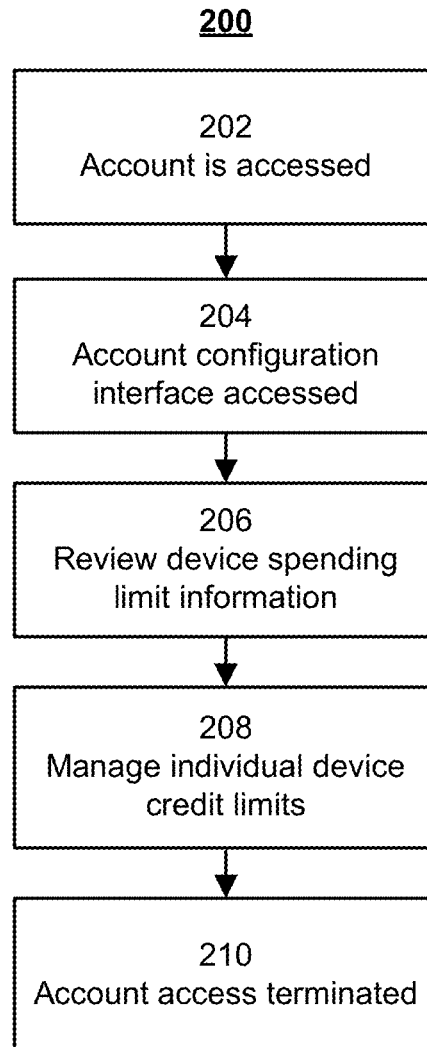 200
202
Account is accessed
204
Account configuration
interface accessed
206
Review device spending
limit information
208
Manage individual device
credit limits
210
Account access terminated